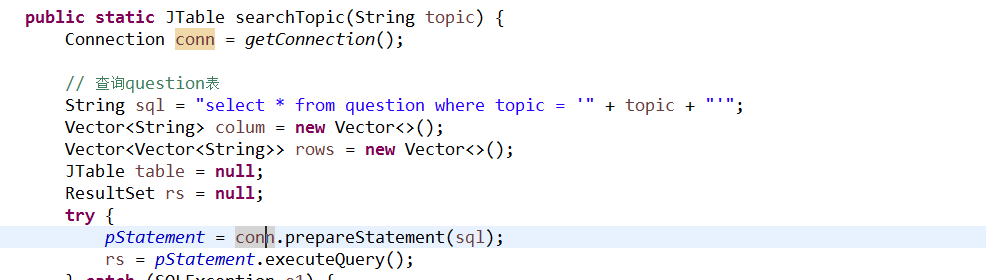 public static JTable searchTopic(String topic) {
Connection conn = getConnection();
// 查询question表
String sql = "select * from question where topic = '" + topic + "'";
Vector<String> colum = new Vector<>();
Vector<Vector<String>> rows = new Vector<>();
JTable table = null;
ResultSet rs = null;
try {
pStatement = conn.prepareStatement(sql);
rs = pStatement.executeQuery();
} catch (SQLException e1) {